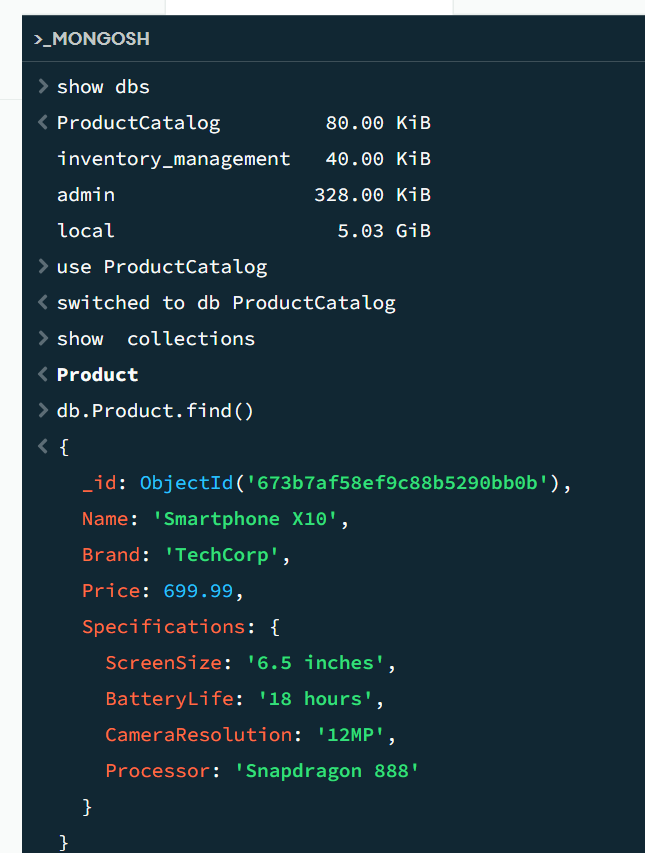 >_MONGOSH
> show dbs
< ProductCatalog 80.00 KiB
inventory_management 40.00 KiB
admin 328.00 KiB
local 5.03 GiB
> use ProductCatalog
< switched to db ProductCatalog
> show  collections
< Product
> db.Product.find()
< {
_id: ObjectId('673b7af58ef9c88b5290bb0b'),
Name: 'Smartphone X10',
Brand: 'TechCorp',
Price: 699.99,
Specifications: {
ScreenSize: '6.5 inches',
BatteryLife: '18 hours',
CameraResolution: '12MP',
Processor: 'Snapdragon 888'
}
}